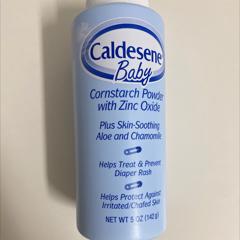 Caldesene
Baby
Cornstarch Powder
with Zinc Oxide
Plus Skin-Soothing
Aloe and Chamomile
Helps Treat & Prevent
Diaper Rash
Helps Protect Against
Irritated/Chafed Skin
NET WT 5 OZ (142g)